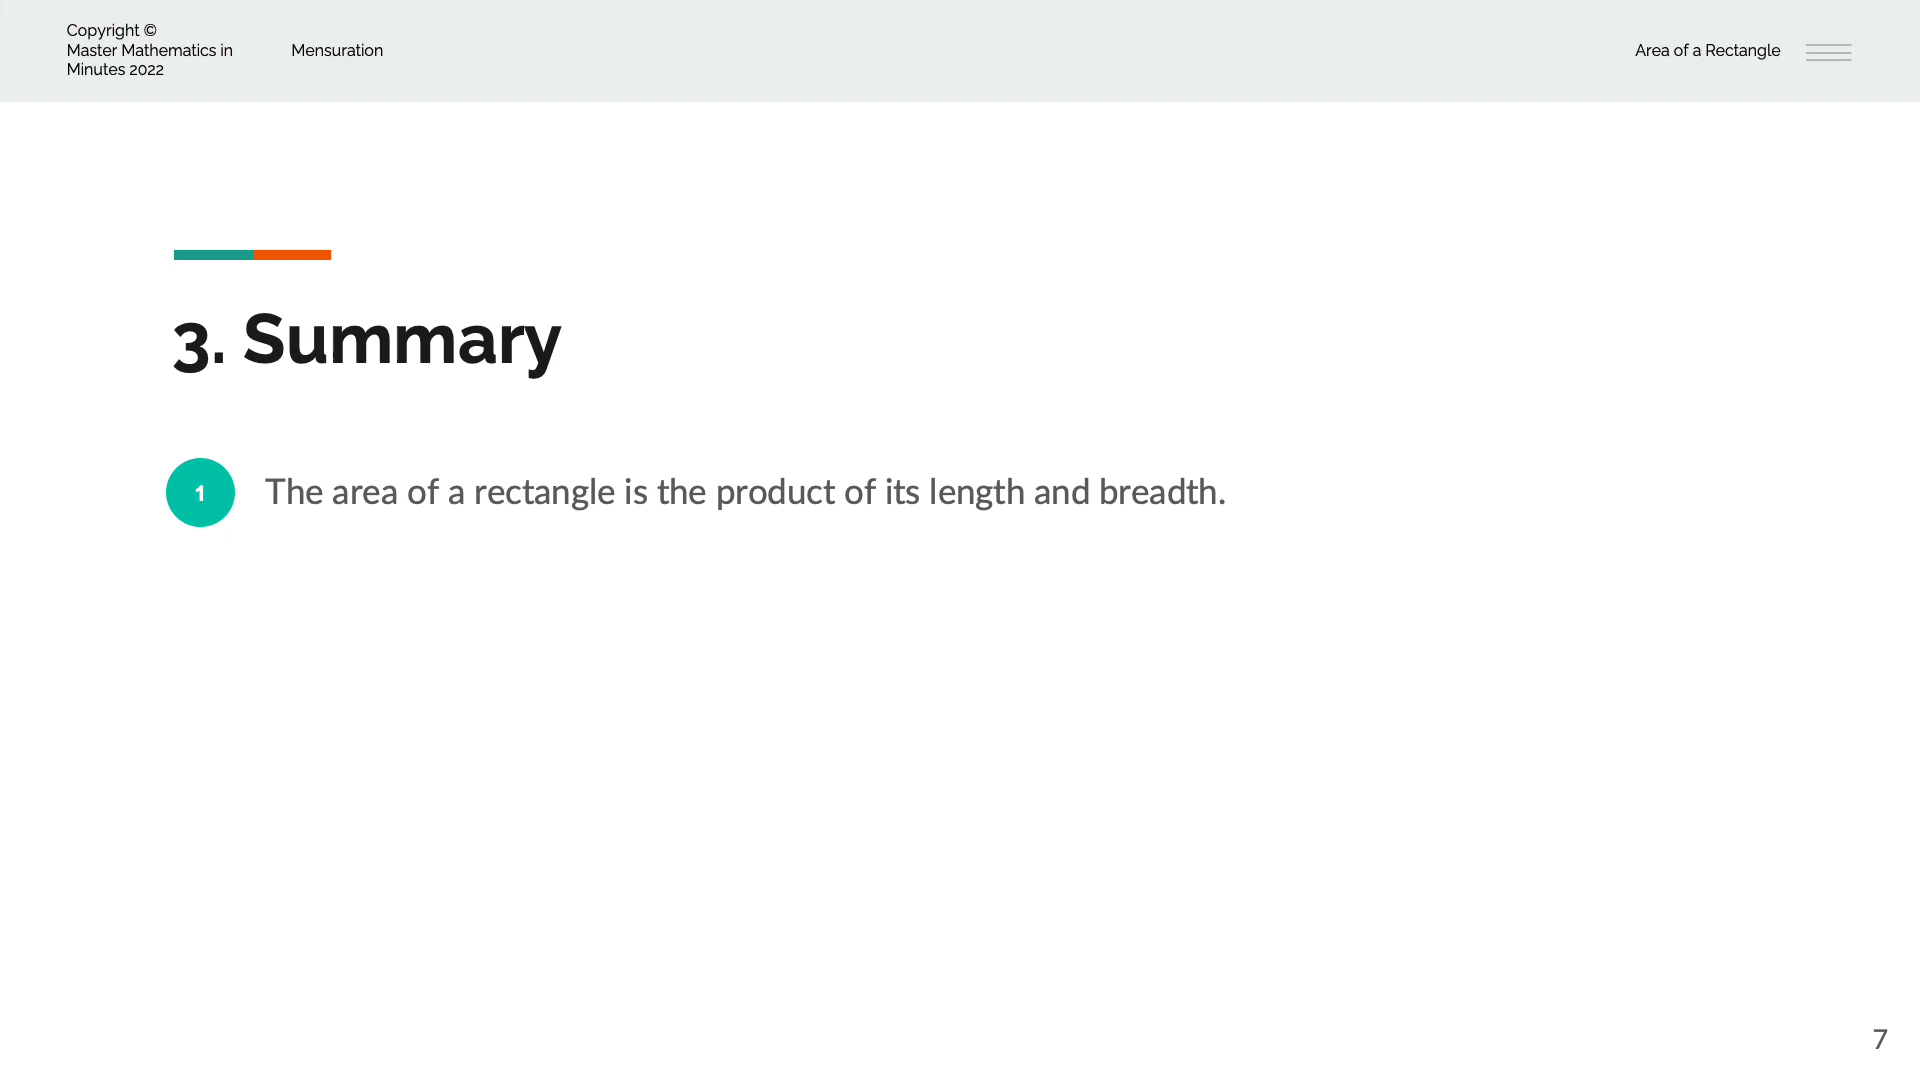 Copyright ©
Master Mathematics in
Minutes 2022
Mensuration
Area of a Rectangle
3. Summary
1 The area of a rectangle is the product of its length and breadth.
7